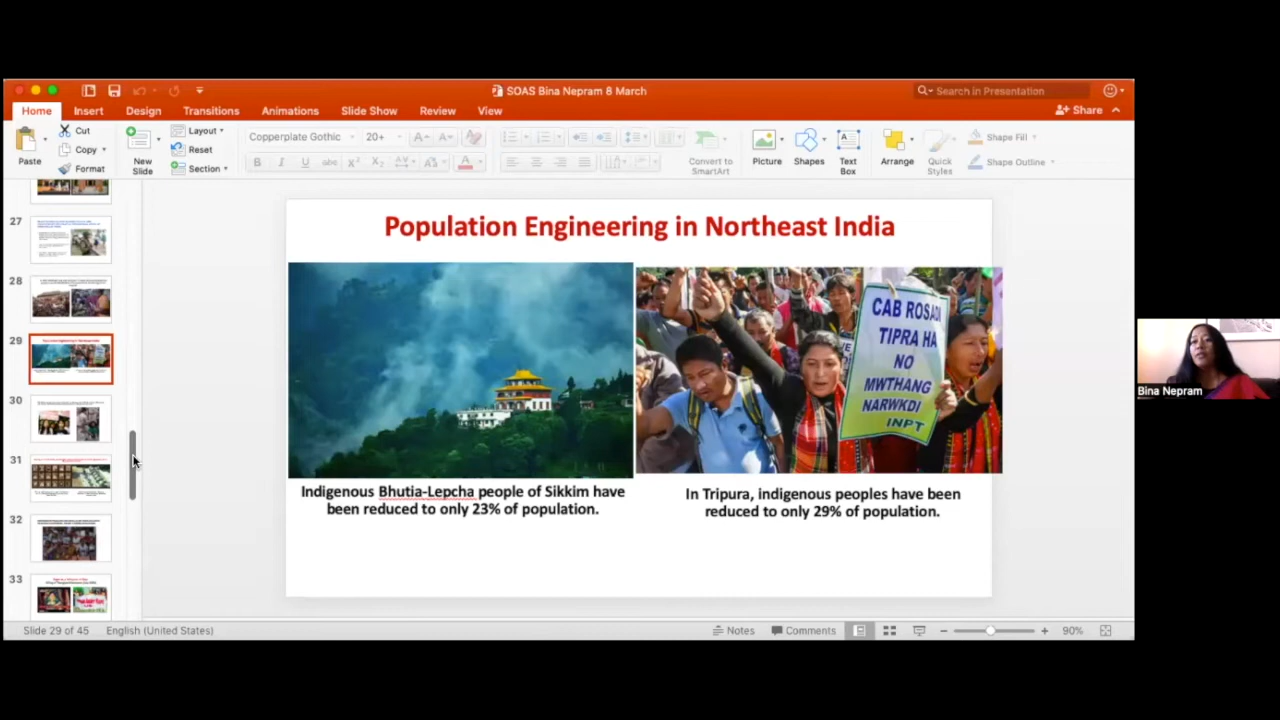 SOAS Bina Nepram 8 March
Search in Presentation
Home Insert Design Transitions Animations Slide Show Review View
Share
Paste
Cut
Copy
Format
New
Slide
Layout
Reset
Section
Copperplate Gothic
20+
Convert to
SmartArt
Picture
Shapes
Text
Box
Arrange
Quick
Styles
Shape Fill
Shape Outline
27
28
29
30
31
32
33
Population Engineering in Northeast India
CAB ROSADA
TIPRA HA
NO
MWTHANG
NARWKDI
INPT
Indigenous Bhutia-Lepcha people of Sikkim have
been reduced to only 23% of population.
In Tripura, indigenous peoples have been
reduced to only 29% of population.
Bina Nepram
Slide 29 of 45
English (United States)
Notes
Comments
90%